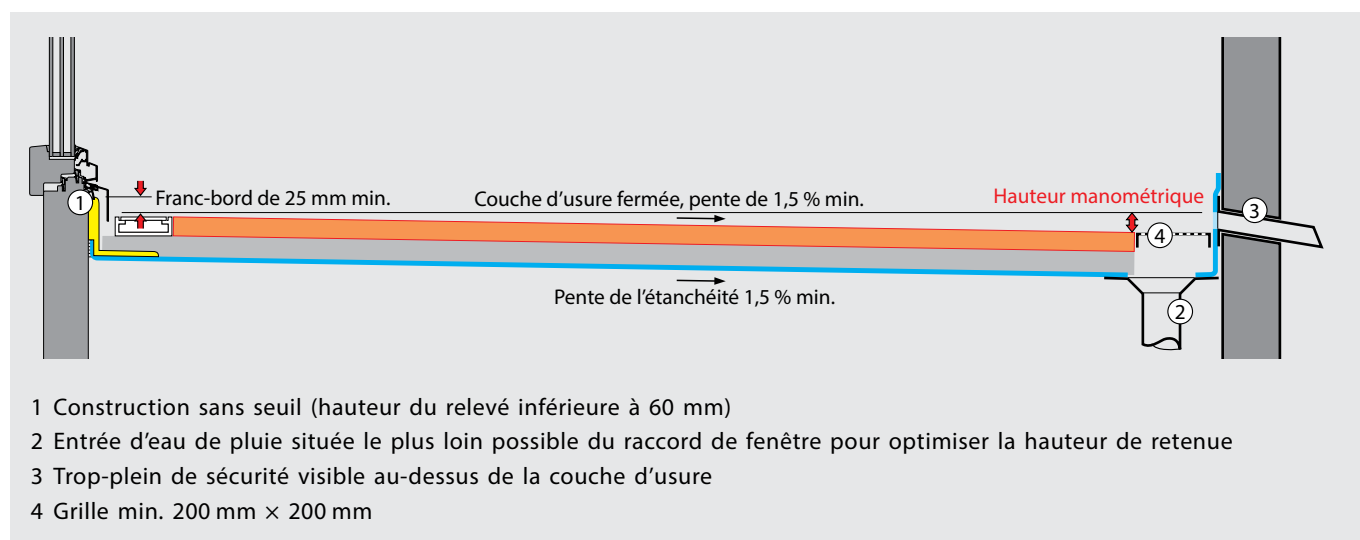 1
Franc-bord de 25 mm min.
Couche d’usure fermée, pente de 1,5 % min.
Hauteur manométrique
3
4
Pente de l’étanchéité 1,5 % min.
2
1 Construction sans seuil (hauteur du relevé inférieure à 60 mm)
2 Entrée d’eau de pluie située le plus loin possible du raccord de fenêtre pour optimiser la hauteur de retenue
3 Trop-plein de sécurité visible au-dessus de la couche d’usure
4 Grille min. 200 mm × 200 mm